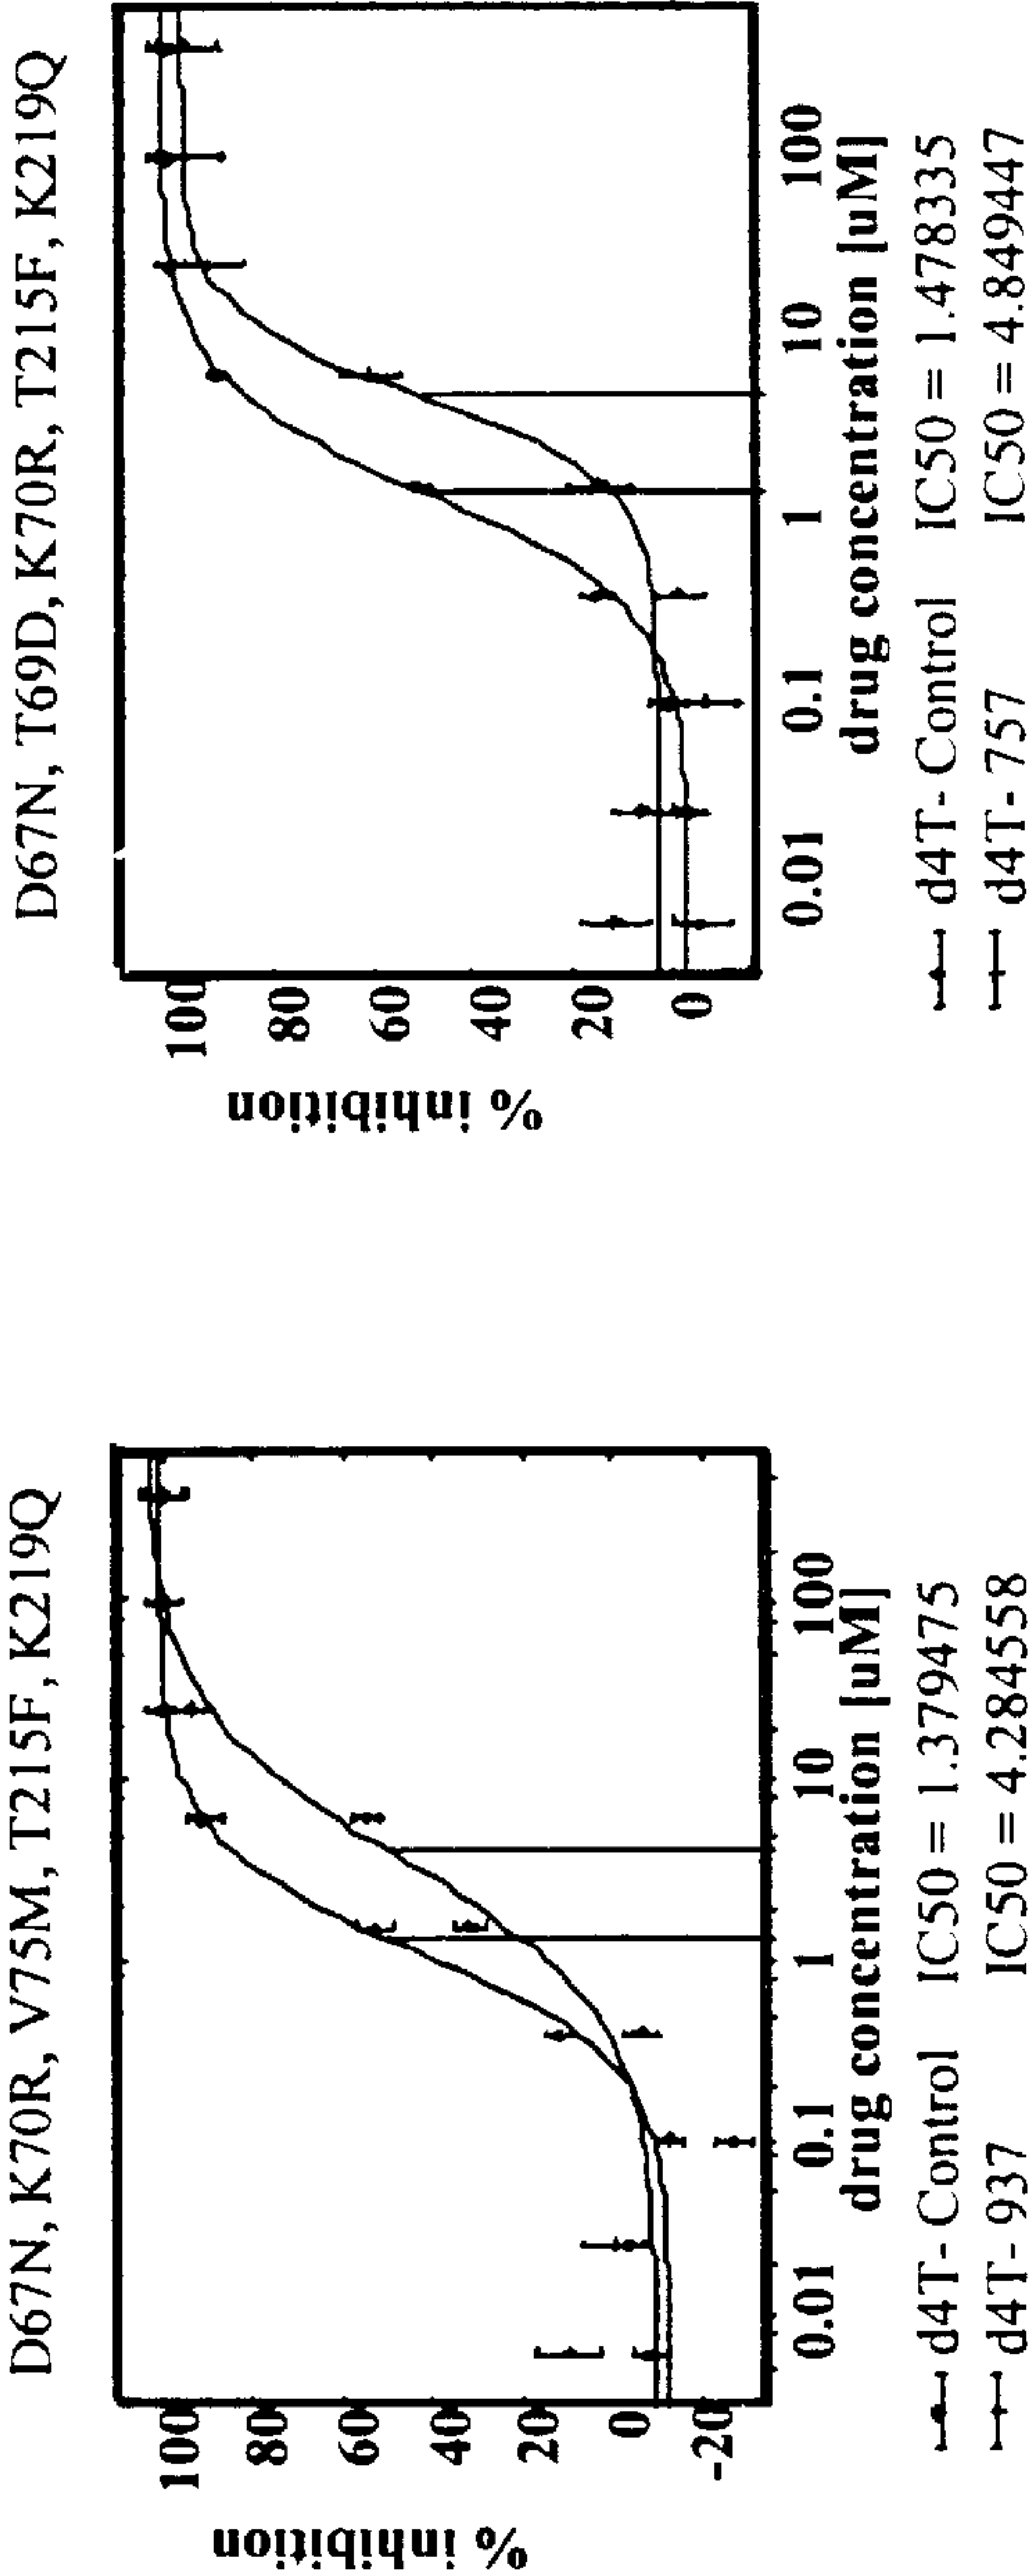 D67N, K70R, V75M, T215F, K219Q
% inhibition
100
80
60
40
20
0
-20
0.01
0.1
1
10
100
drug concentration [uM]
d4T- Control IC50 = 1.379475
d4T- 937 IC50 = 4.284558
D67N, T69D, K70R, T215F, K219Q
% inhibition
100
80
60
40
20
0
0.01
0.1
1
10
100
drug concentration [uM]
d4T- Control IC50 = 1.478335
d4T- 757 IC50 = 4.849447